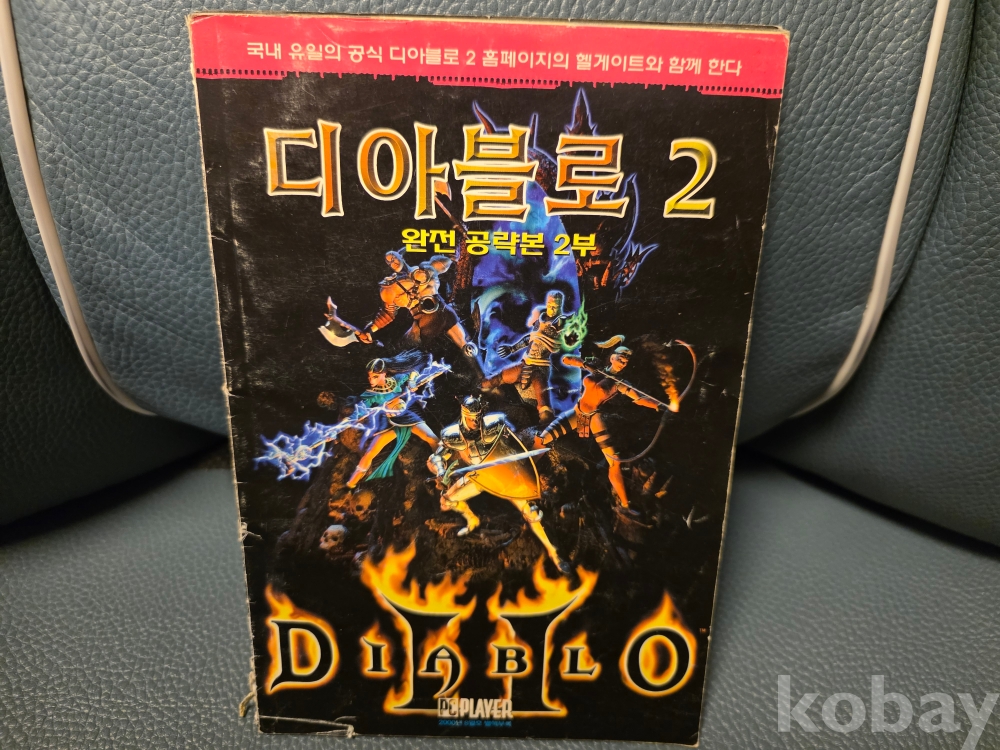 국내 유일의 공식 디아블로 2 홈페이지의 헬게이트와 함께 한다
디아블로 2
완전 공략본 2부
DIABLO
II
PC PLAYER
kobay